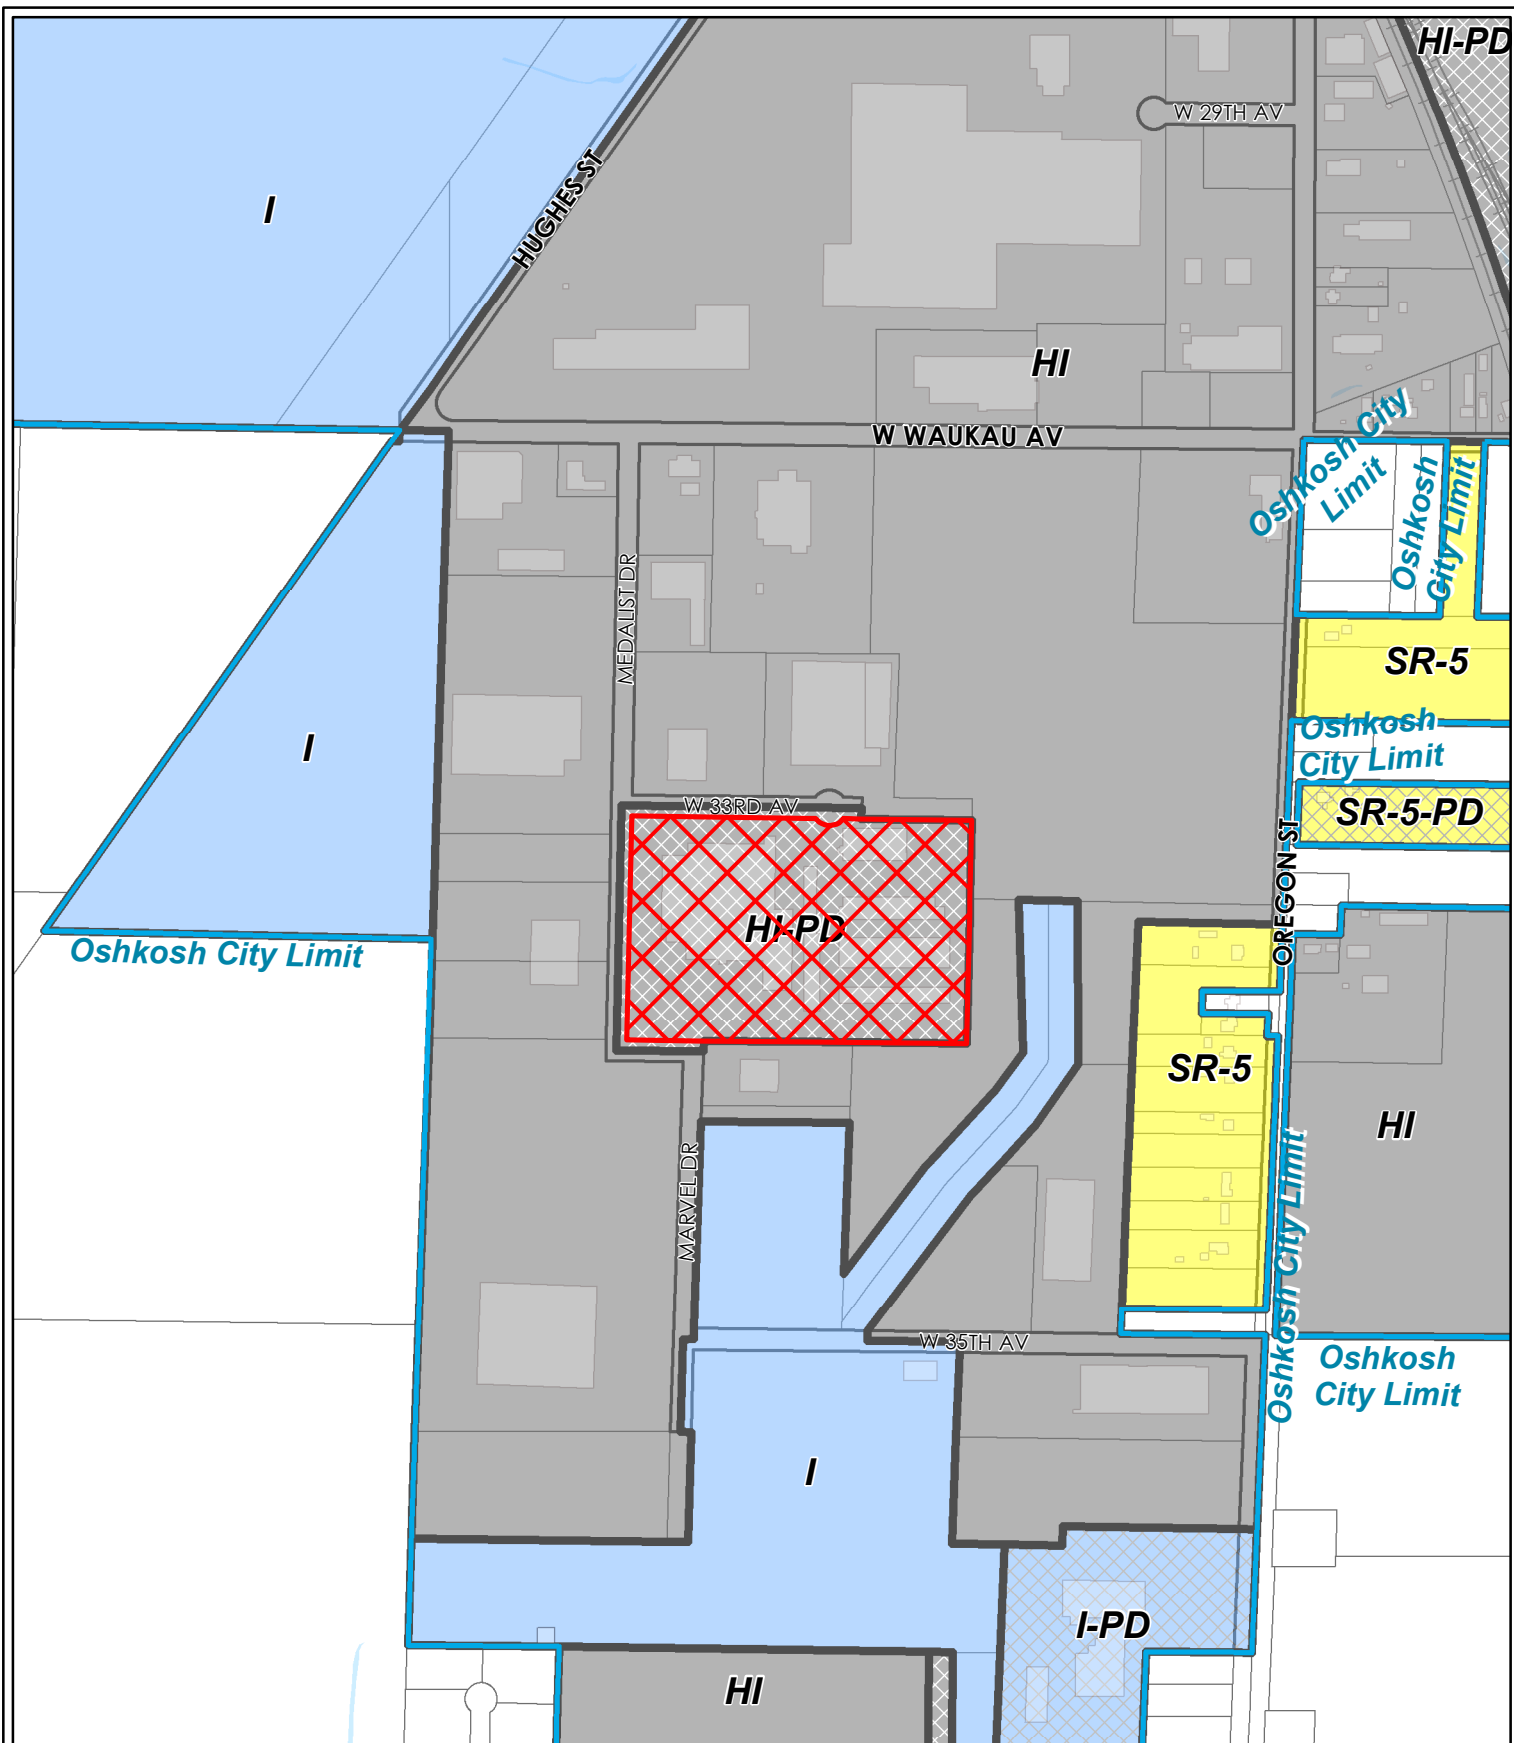 HI-PD
W 29TH AV
HUGHES ST
I
HI
W WAUKAU AV
Oshkosh City
Limit
Oshkosh
City Limit
MEDALIST DR
SR-5
I
Oshkosh
City Limit
W 33RD AV
SR-5-PD
OREGON ST
HI-PD
Oshkosh City Limit
SR-5
HI
MARVEL DR
Oshkosh City Limit
W 35TH AV
Oshkosh
City Limit
I
I-PD
HI